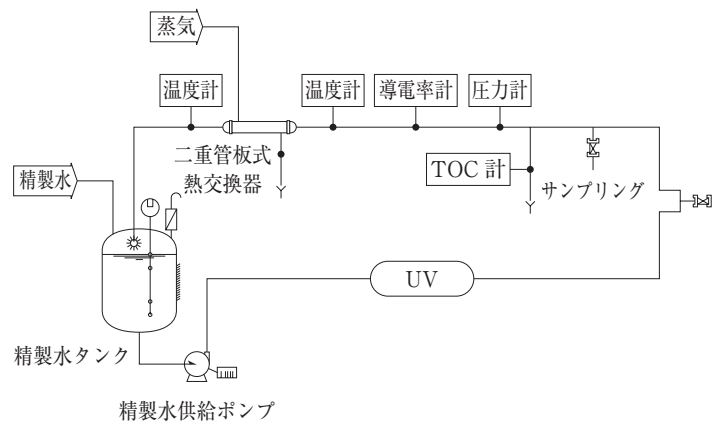 蒸気
温度計
温度計
導電率計
圧力計
二重管板式
熱交換器
TOC 計
サンプリング
精製水
UV
精製水タンク
精製水供給ポンプ